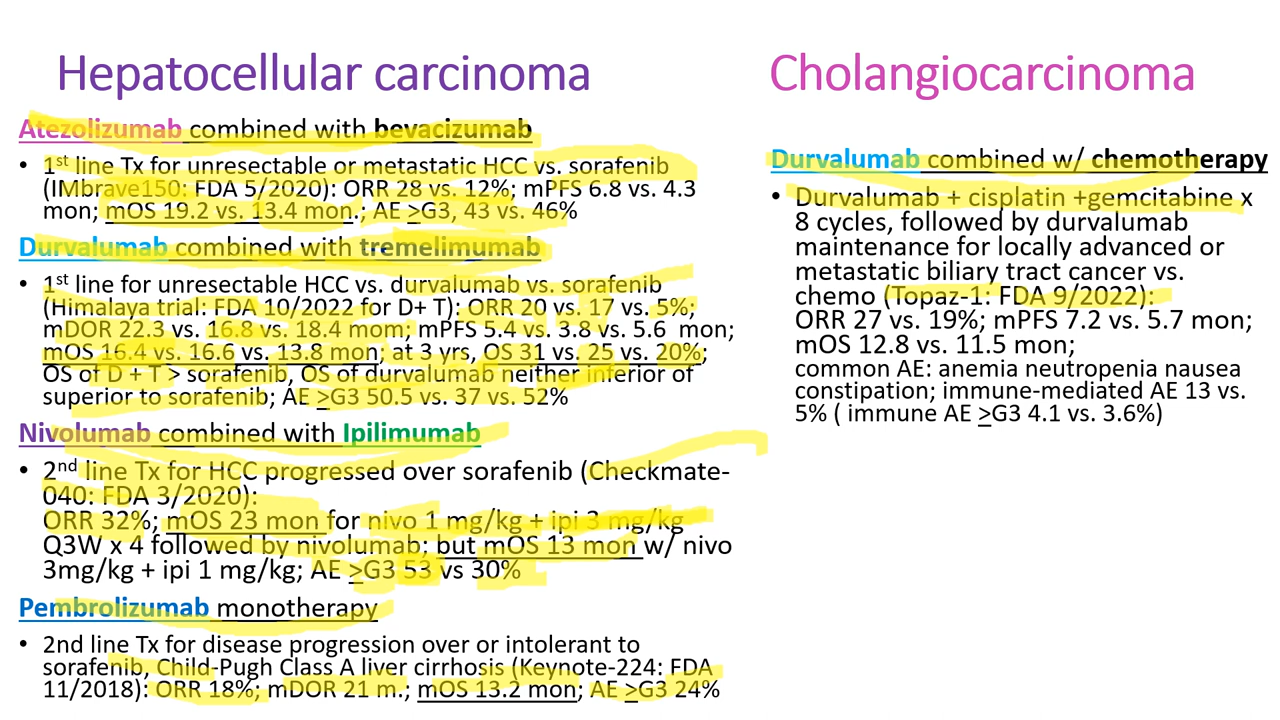 Hepatocellular carcinoma
Atezolizumab combined with bevacizumab
• 1st line Tx for unresectable or metastatic HCC vs. sorafenib
(IMbrave150: FDA 5/2020): ORR 28 vs. 12%; mPFS 6.8 vs. 4.3
mon; mOS 19.2 vs. 13.4 mon.; AE >G3, 43 vs. 46%
Durvalumab combined with tremelimumab
• 1st line for unresectable HCC vs. durvalumab vs. sorafenib
(Himalaya trial: FDA 10/2022 for D+ T): ORR 20 vs. 17 vs. 5%;
mDOR 22.3 vs. 16.8 vs. 18.4 mom; mPFS 5.4 vs. 3.8 vs. 5.6 mon;
mOS 16.4 vs. 16.6 vs. 13.8 mon; at 3 yrs, OS 31 vs. 25 vs. 20%;
OS of D + T > sorafenib, OS of durvalumab neither inferior of
superior to sorafenib; AE >G3 50.5 vs. 37 vs. 52%
Nivolumab combined with Ipilimumab
• 2nd line Tx for HCC progressed over sorafenib (Checkmate-
040: FDA 3/2020):
ORR 32%; mOS 23 mon for nivo 1 mg/kg + ipi 3 mg/kg
Q3W x 4 followed by nivolumab; but mOS 13 mon w/ nivo
3mg/kg + ipi 1 mg/kg; AE >G3 53 vs 30%
Pembrolizumab monotherapy
• 2nd line Tx for disease progression over or intolerant to
sorafenib, Child-Pugh Class A liver cirrhosis (Keynote-224: FDA
11/2018): ORR 18%; mDOR 21 m.; mOS 13.2 mon; AE >G3 24%
Cholangiocarcinoma
Durvalumab combined w/ chemotherapy
• Durvalumab + cisplatin +gemcitabine x
8 cycles, followed by durvalumab
maintenance for locally advanced or
metastatic biliary tract cancer vs.
chemo (Topaz-1: FDA 9/2022):
ORR 27 vs. 19%; mPFS 7.2 vs. 5.7 mon;
mOS 12.8 vs. 11.5 mon;
common AE: anemia neutropenia nausea
constipation; immune-mediated AE 13 vs.
5% ( immune AE >G3 4.1 vs. 3.6%)